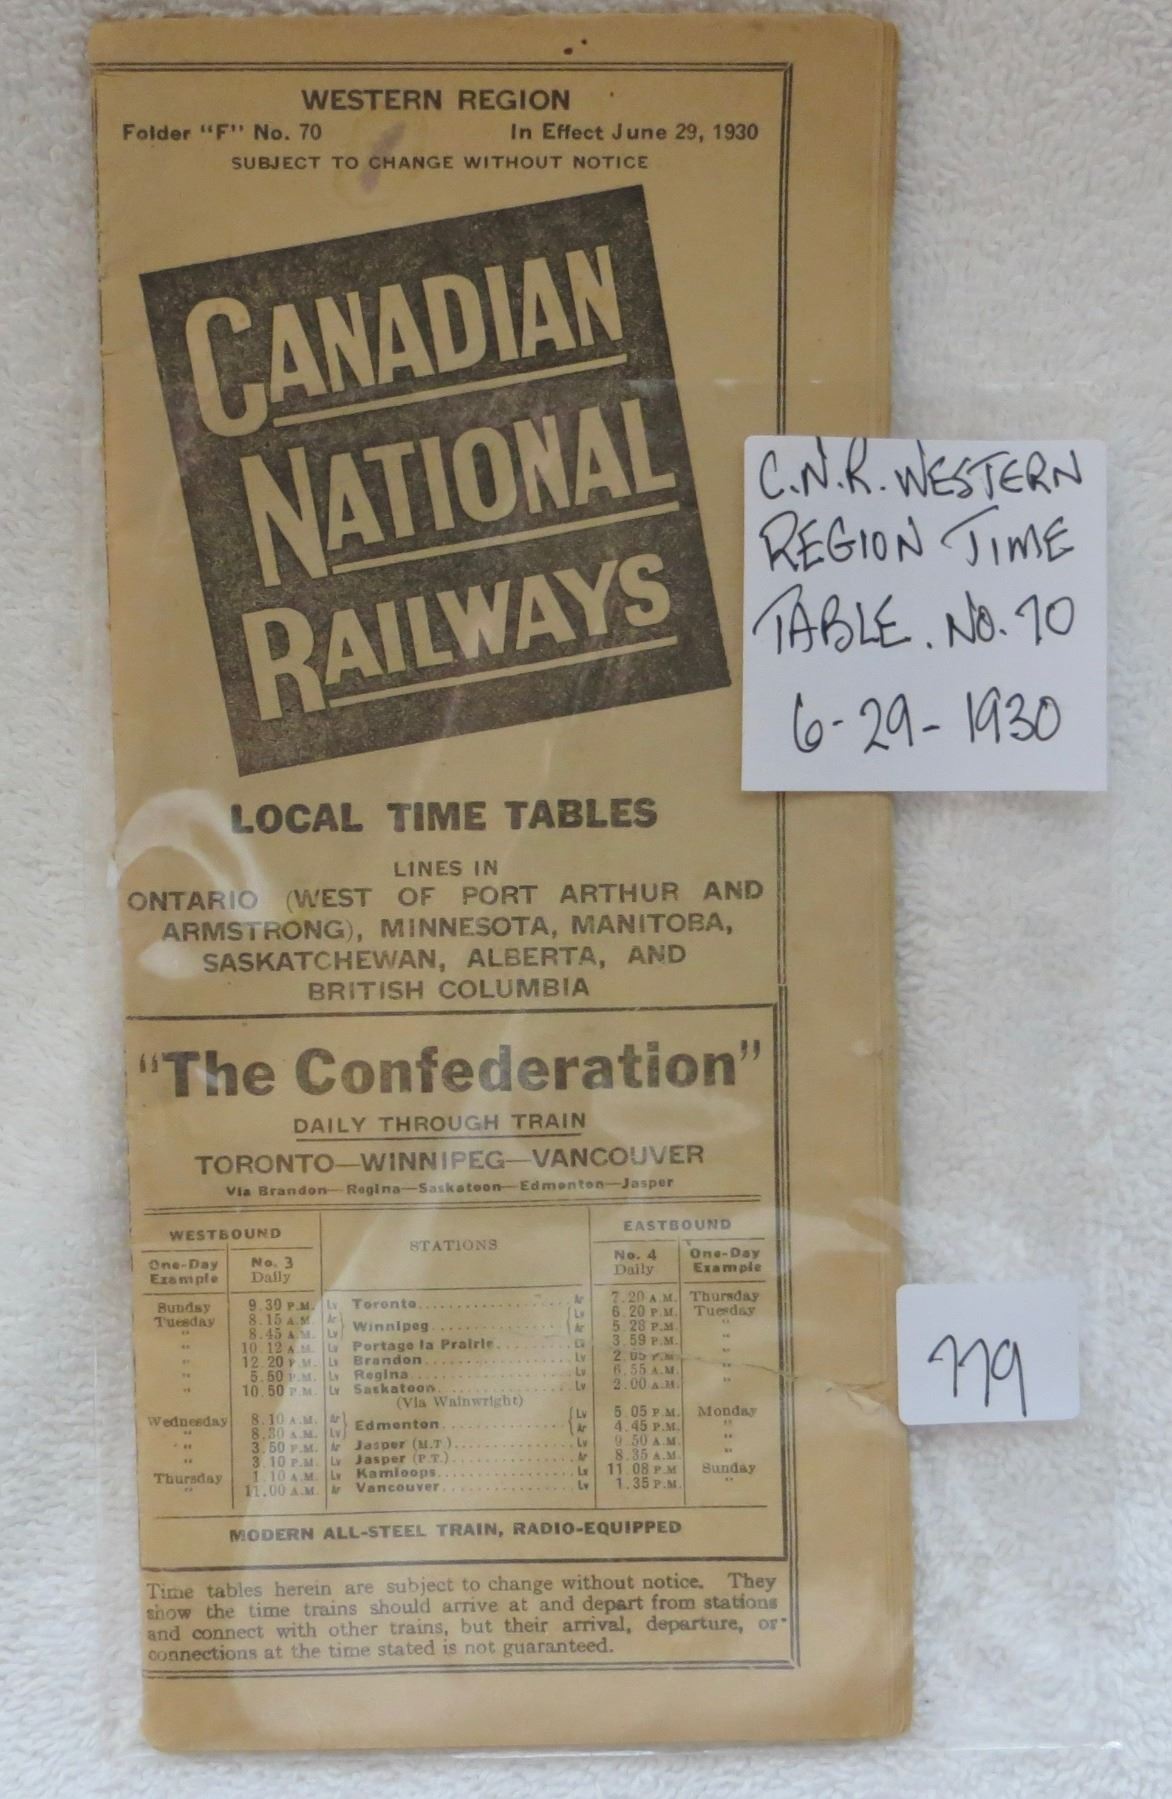 WESTERN REGION
Folder "F" No. 70 In Effect June 29, 1930
SUBJECT TO CHANGE WITHOUT NOTICE
CANADIAN
NATIONAL
RAILWAYS
C.N.R. WESTERN
REGION TIME
TABLE. NO. 70
6-29-1930
LOCAL TIME TABLES
LINES IN
ONTARIO (WEST OF PORT ARTHUR AND
ARMSTRONG), MINNESOTA, MANITOBA,
SASKATCHEWAN, ALBERTA, AND
BRITISH COLUMBIA
"The Confederation"
DAILY THROUGH TRAIN
TORONTO—WINNIPEG—VANCOUVER
Via Brandon—Regina—Saskatoon—Edmonton—Jasper
WESTBOUND STATIONS EASTBOUND
One-Day Example No. 3 Daily No. 4 Daily One-Day Example
Sunday 9.30 P.M. Lv Toronto Ar 7.20 A.M. Thursday
Tuesday 8.15 A.M. Ar Winnipeg Lv 6.20 P.M. Tuesday
" 8.45 A.M. Lv Ar 5.28 P.M. "
" 10.12 A.M. Lv Portage la Prairie Lv 3.59 P.M. "
" 12.20 P.M. Lv Brandon Lv 2.05 P.M. "
" 5.50 P.M. Lv Regina Lv 6.55 A.M. "
" 10.50 P.M. Lv Saskatoon Lv 2.00 A.M. "
(Via Wainwright)
Wednesday 8.10 A.M. Ar Edmonton Lv 5.05 P.M. Monday
" 8.30 A.M. Lv Ar 4.45 P.M. "
" 3.50 P.M. Ar Jasper (M.T.) Lv 9.50 A.M. "
" 3.10 P.M. Lv Jasper (P.T.) Ar 8.35 A.M. "
Thursday 1.10 A.M. Lv Kamloops Lv 11.08 P.M. Sunday
" 11.00 A.M. Ar Vancouver Lv 1.35 P.M. "
MODERN ALL-STEEL TRAIN, RADIO-EQUIPPED
Time tables herein are subject to change without notice. They
show the time trains should arrive at and depart from stations
and connect with other trains, but their arrival, departure, or
connections at the time stated is not guaranteed.
779